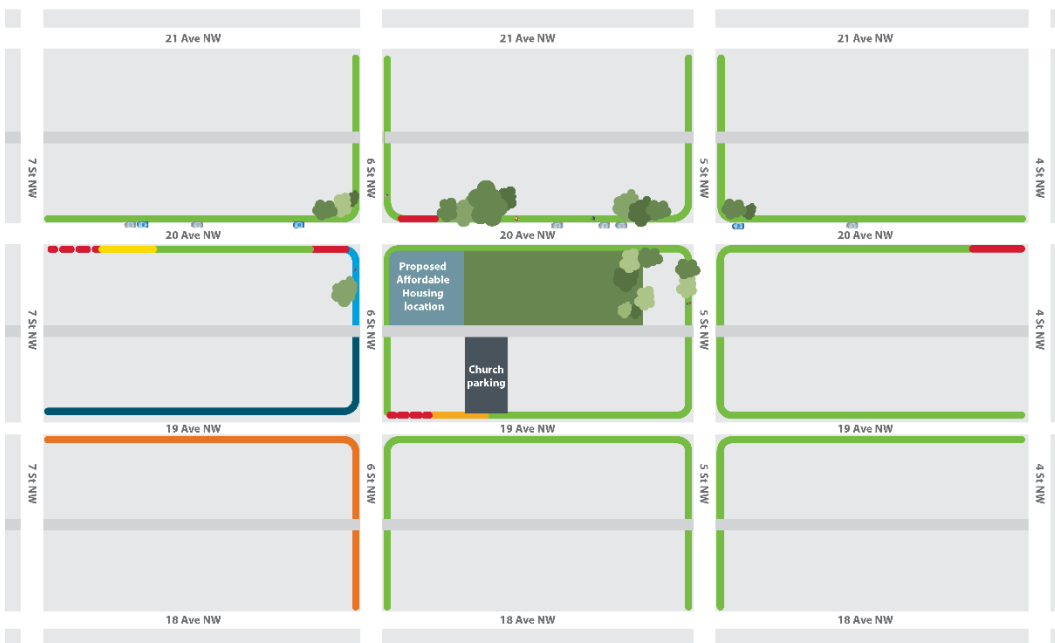 21 Ave NW
21 Ave NW
21 Ave NW
7 St NW
6 St NW
5 St NW
4 St NW
20 Ave NW
20 Ave NW
20 Ave NW
Proposed
Affordable
Housing
location
7 St NW
6 St NW
5 St NW
4 St NW
Church
parking
19 Ave NW
19 Ave NW
19 Ave NW
7 St NW
6 St NW
5 St NW
4 St NW
18 Ave NW
18 Ave NW
18 Ave NW